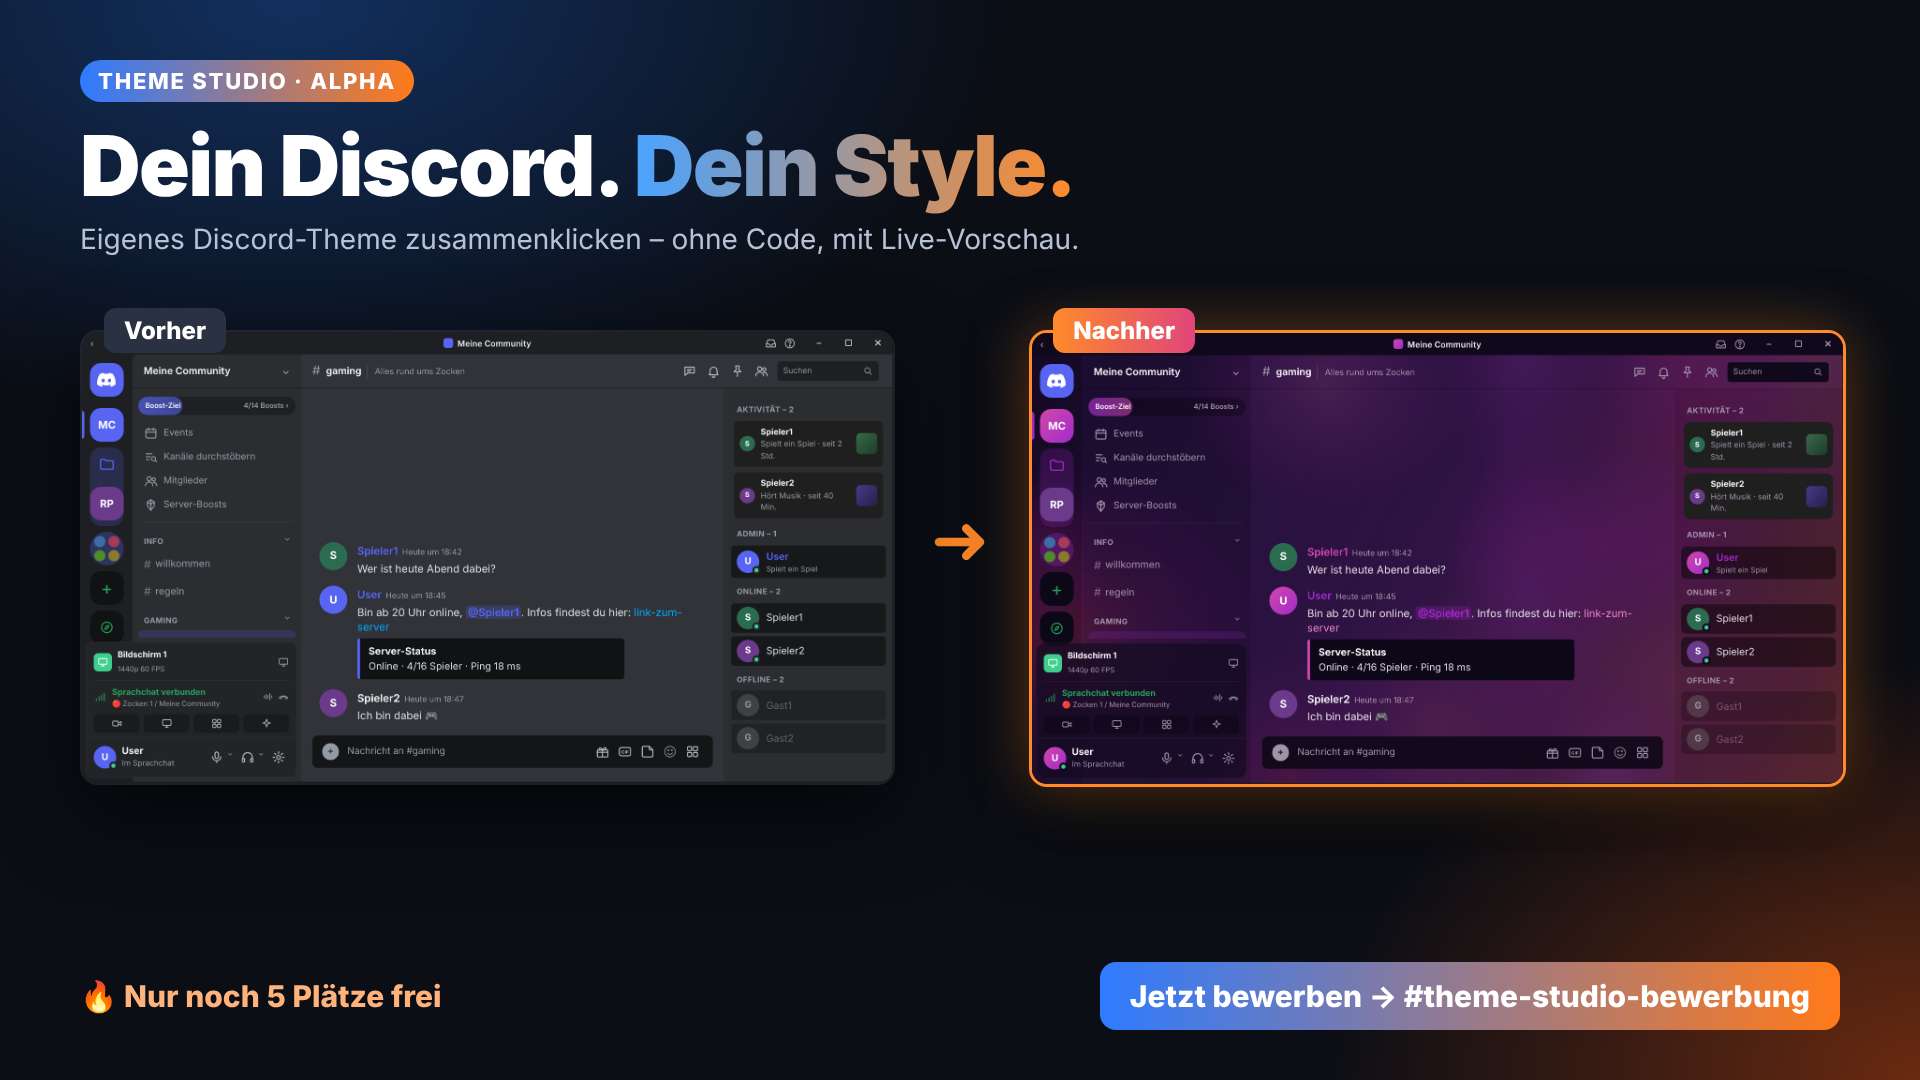 THEME STUDIO · ALPHA
Dein Discord. Dein Style.
Eigenes Discord-Theme zusammenklicken – ohne Code, mit Live-Vorschau.
Vorher
Meine Community
Meine Community
# gaming
Alles rund ums Zocken
Suchen
MC
RP
Boost-Ziel
4/14 Boosts ›
Events
Kanäle durchstöbern
Mitglieder
Server-Boosts
INFO
# willkommen
# regeln
GAMING
Bildschirm 1
1440p 60 FPS
Sprachchat verbunden
🔴 Zocken 1 / Meine Community
U
User
Im Sprachchat
S
Spieler1 Heute um 18:42
Wer ist heute Abend dabei?
U
User Heute um 18:45
Bin ab 20 Uhr online, @Spieler1. Infos findest du hier: link-zum-
server
Server-Status
Online · 4/16 Spieler · Ping 18 ms
S
Spieler2 Heute um 18:47
Ich bin dabei 🎮
Nachricht an #gaming
GIF
AKTIVITÄT – 2
S
Spieler1
Spielt ein Spiel · seit 2
Std.
S
Spieler2
Hört Musik · seit 40
Min.
ADMIN – 1
U
User
Spielt ein Spiel
ONLINE – 2
S
Spieler1
S
Spieler2
OFFLINE – 2
G
Gast1
G
Gast2
Nachher
Meine Community
Meine Community
# gaming
Alles rund ums Zocken
Suchen
MC
RP
Boost-Ziel
4/14 Boosts ›
Events
Kanäle durchstöbern
Mitglieder
Server-Boosts
INFO
# willkommen
# regeln
GAMING
Bildschirm 1
1440p 60 FPS
Sprachchat verbunden
🔴 Zocken 1 / Meine Community
U
User
Im Sprachchat
S
Spieler1 Heute um 18:42
Wer ist heute Abend dabei?
U
User Heute um 18:45
Bin ab 20 Uhr online, @Spieler1. Infos findest du hier: link-zum-
server
Server-Status
Online · 4/16 Spieler · Ping 18 ms
S
Spieler2 Heute um 18:47
Ich bin dabei 🎮
Nachricht an #gaming
GIF
AKTIVITÄT – 2
S
Spieler1
Spielt ein Spiel · seit 2
Std.
S
Spieler2
Hört Musik · seit 40
Min.
ADMIN – 1
U
User
Spielt ein Spiel
ONLINE – 2
S
Spieler1
S
Spieler2
OFFLINE – 2
G
Gast1
G
Gast2
🔥 Nur noch 5 Plätze frei
Jetzt bewerben → #theme-studio-bewerbung